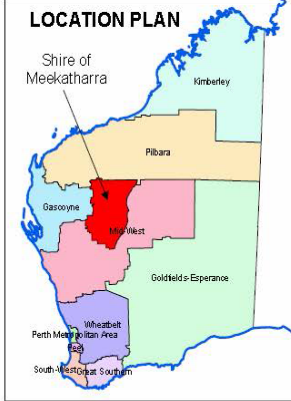 LOCATION PLAN
Shire of
Meekatharra
Kimberley
Pilbara
Gascoyne
Mid-West
Goldfields-Esperance
Wheatbelt
Perth Metropolitan Area
Peel
South-West
Great Southern